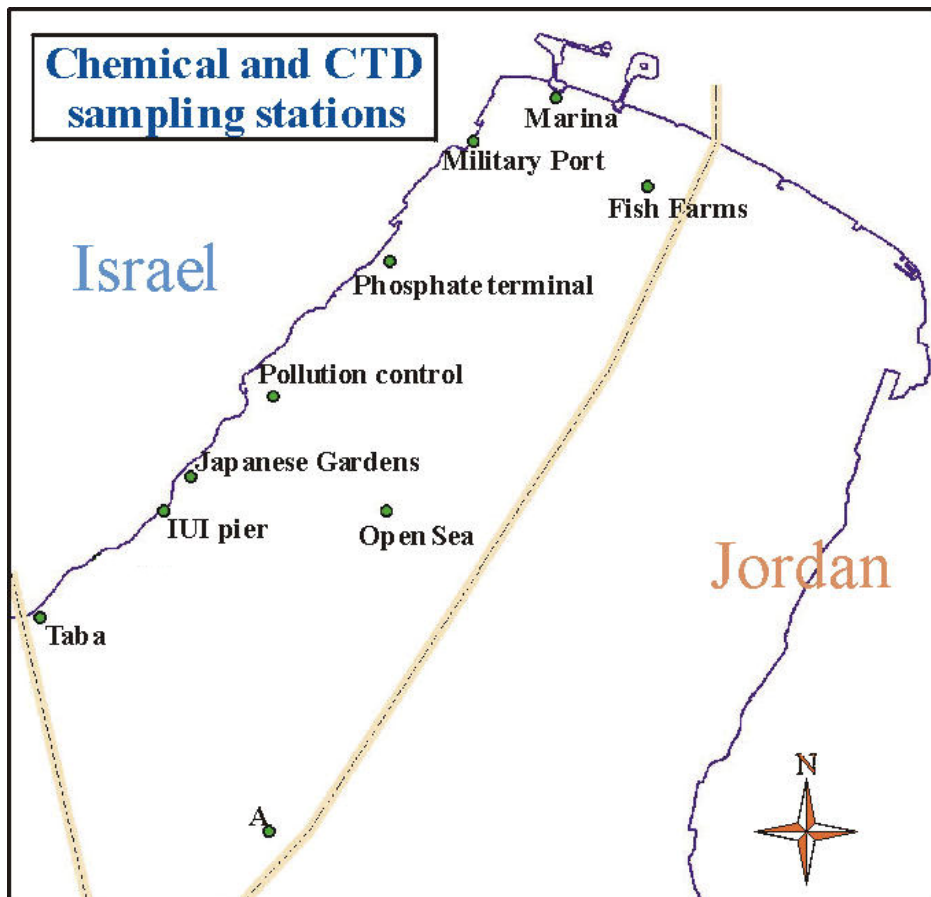 Chemical and CTD
sampling stations
Marina
Military Port
Fish Farms
Israel
Phosphate terminal
Pollution control
Japanese Gardens
IUI pier
Open Sea
Jordan
Taba
N
A